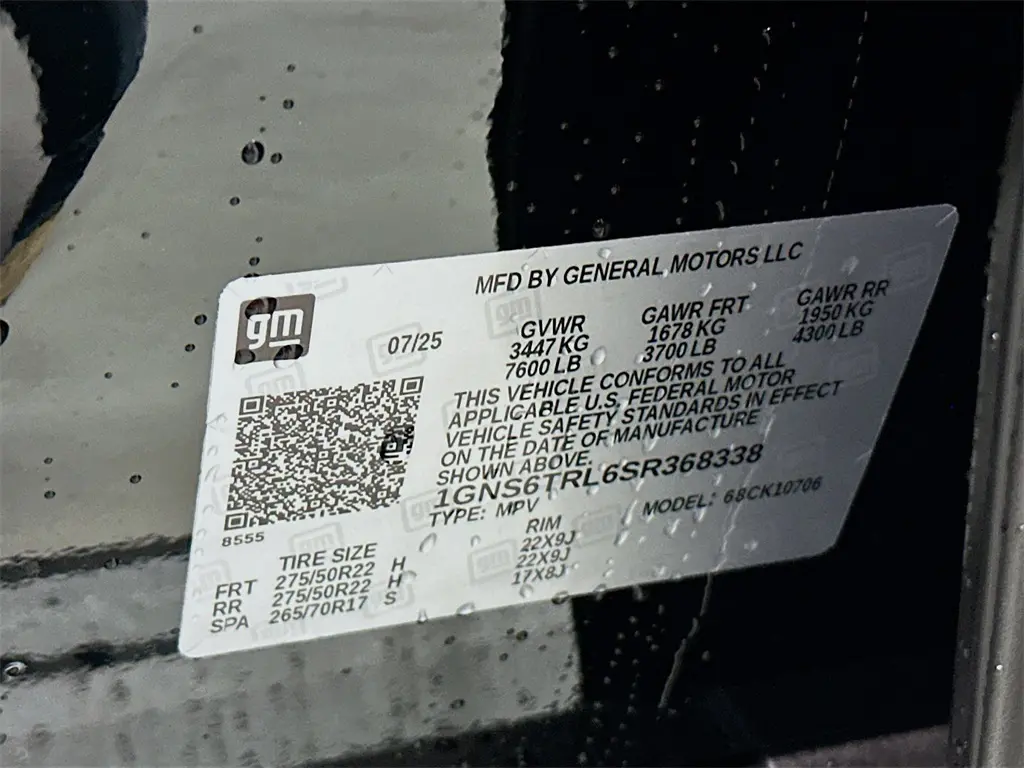 MFD BY GENERAL MOTORS LLC
gm
07/25
GVWR GAWR FRT GAWR RR
3447 KG 1678 KG 1950 KG
7600 LB 3700 LB 4300 LB
THIS VEHICLE CONFORMS TO ALL
APPLICABLE U.S. FEDERAL MOTOR
VEHICLE SAFETY STANDARDS IN EFFECT
ON THE DATE OF MANUFACTURE
SHOWN ABOVE.
1GNS6TRL6SR368338
TYPE: MPV MODEL: 68CK10706
8555
TIRE SIZE RIM
FRT 275/50R22 H 22X9J
RR 275/50R22 H 22X9J
SPA 265/70R17 S 17X8J